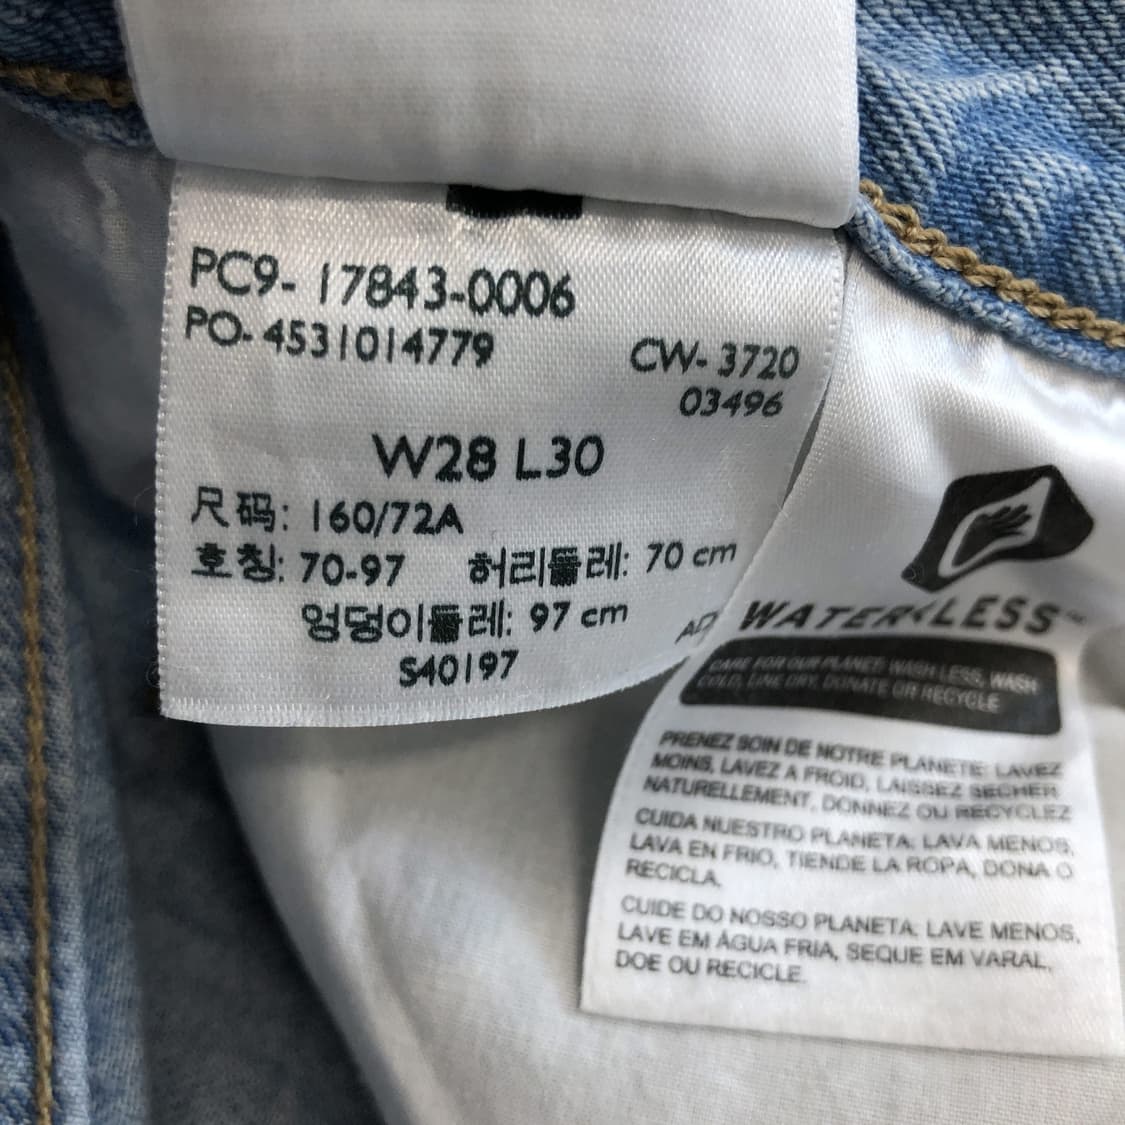 PC9- 17843-0006
PO- 4531014779
CW- 3720
03496
W28 L30
尺码: 160/72A
호칭: 70-97 허리둘레: 70 cm
엉덩이둘레: 97 cm
S40197
WATER<LESS™
CARE FOR OUR PLANET: WASH LESS, WASH
COLD, LINE DRY, DONATE OR RECYCLE
PRENEZ SOIN DE NOTRE PLANÈTE: LAVEZ
MOINS, LAVEZ À FROID, LAISSEZ SÉCHER
NATURELLEMENT, DONNEZ OU RECYCLEZ
CUIDA NUESTRO PLANETA: LAVA MENOS,
LAVA EN FRIO, TIENDE LA ROPA, DONA O
RECICLA.
CUIDE DO NOSSO PLANETA: LAVE MENOS,
LAVE EM ÁGUA FRIA, SEQUE EM VARAL,
DOE OU RECICLE.